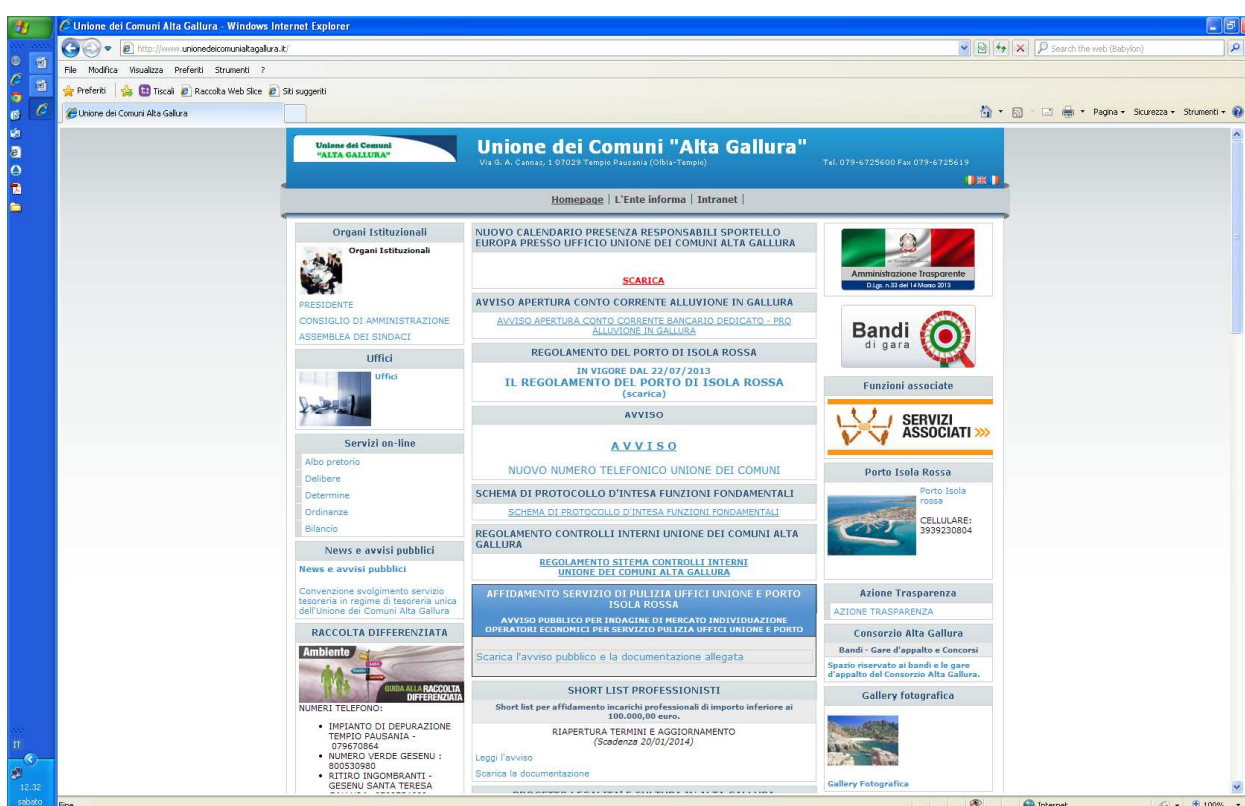 Unione dei Comuni Alta Gallura - Windows Internet Explorer
http://www.unionedeicomunialtagallura.it/
Search the web (Babylon)
File Modifica Visualizza Preferiti Strumenti ?
Preferiti Tiscali Raccolta Web Slice Siti suggeriti
Unione dei Comuni Alta Gallura
Pagina Sicurezza Strumenti
Unione dei Comuni
"ALTA GALLURA"
Unione dei Comuni "Alta Gallura"
Via G. A. Cannas, 1 07029 Tempio Pausania (Olbia-Tempio)
Tel. 079-6725600 Fax 079-6725619
Homepage | L'Ente informa | Intranet |
Organi Istituzionali
Organi Istituzionali
PRESIDENTE
CONSIGLIO DI AMMINISTRAZIONE
ASSEMBLEA DEI SINDACI
Uffici
Uffici
Servizi on-line
Albo pretorio
Delibere
Determine
Ordinanze
Bilancio
News e avvisi pubblici
News e avvisi pubblici
Convenzione svolgimento servizio
tesoreria in regime di tesoreria unica
dell'Unione dei Comuni Alta Gallura
RACCOLTA DIFFERENZIATA
Ambiente
GUIDA ALLA RACCOLTA
DIFFERENZIATA
NUMERI TELEFONO:
• IMPIANTO DI DEPURAZIONE
TEMPIO PAUSANIA -
079670864
• NUMERO VERDE GESENU :
800530980
• RITIRO INGOMBRANTI -
GESENU SANTA TERESA
NUOVO CALENDARIO PRESENZA RESPONSABILI SPORTELLO
EUROPA PRESSO UFFICIO UNIONE DEI COMUNI ALTA GALLURA
SCARICA
AVVISO APERTURA CONTO CORRENTE ALLUVIONE IN GALLURA
AVVISO APERTURA CONTO CORRENTE BANCARIO DEDICATO - PRO
ALLUVIONE IN GALLURA
REGOLAMENTO DEL PORTO DI ISOLA ROSSA
IN VIGORE DAL 22/07/2013
IL REGOLAMENTO DEL PORTO DI ISOLA ROSSA
(scarica)
AVVISO
A V V I S O
NUOVO NUMERO TELEFONICO UNIONE DEI COMUNI
SCHEMA DI PROTOCOLLO D'INTESA FUNZIONI FONDAMENTALI
SCHEMA DI PROTOCOLLO D'INTESA FUNZIONI FONDAMENTALI
REGOLAMENTO CONTROLLI INTERNI UNIONE DEI COMUNI ALTA
GALLURA
REGOLAMENTO SITEMA CONTROLLI INTERNI
UNIONE DEI COMUNI ALTA GALLURA
AFFIDAMENTO SERVIZIO DI PULIZIA UFFICI UNIONE E PORTO
ISOLA ROSSA
AVVISO PUBBLICO PER INDAGINE DI MERCATO INDIVIDUAZIONE
OPERATORI ECONOMICI PER SERVIZIO PULIZIA UFFICI UNIONE E PORTO
Scarica l'avviso pubblico e la documentazione allegata
SHORT LIST PROFESSIONISTI
Short list per affidamento incarichi professionali di importo inferiore ai
100.000,00 euro.
RIAPERTURA TERMINI E AGGIORNAMENTO
(Scadenza 20/01/2014)
Leggi l'avviso
Scarica la documentazione
PROGETTO LEGALITA' E CULTURA IN ALTA GALLURA
Amministrazione Trasparente
D.Lgs. n.33 del 14 Marzo 2013
Bandi
di gara
Funzioni associate
SERVIZI
ASSOCIATI >>>
Porto Isola Rossa
Porto Isola
rossa
CELLULARE:
3939230804
Azione Trasparenza
AZIONE TRASPARENZA
Consorzio Alta Gallura
Bandi - Gare d'appalto e Concorsi
Spazio riservato ai bandi e le gare
d'appalto del Consorzio Alta Gallura.
Gallery fotografica
Gallery Fotografica
IT
12.32
sabato
Fine
Internet
100%